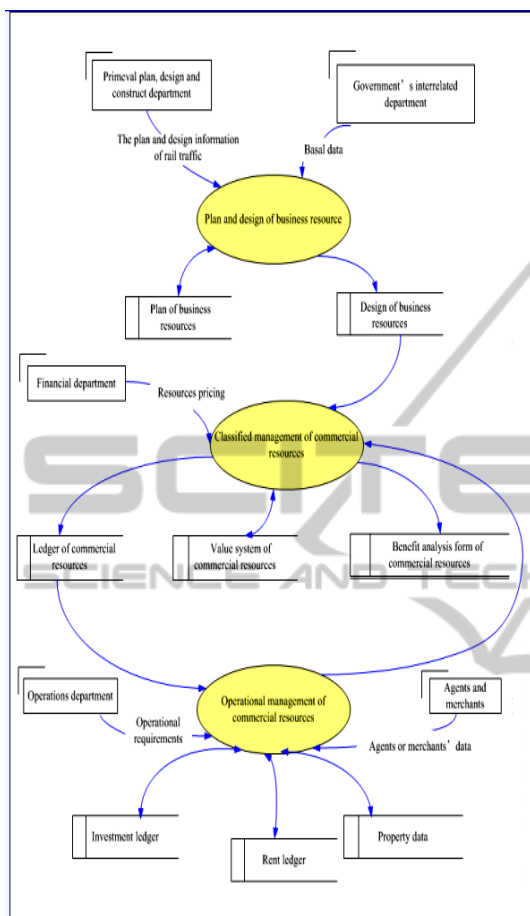 Primeval plan, design and
construct department
Government's interrelated
department
The plan and design information
of rail traffic
Basal data
Plan and design of business resource
Plan of business
resources
Design of business
resources
Financial department
Resources pricing
Classified management of commercial
resources
Ledger of commercial
resources
Value system of
commercial resources
Benefit analysis form of
commercial resources
SCITE
SCIENCE AND TECH
Operations department
Operational management of
commercial resources
Agents and
merchants
Operational
requirements
Agents or merchants' data
Investment ledger
Rent ledger
Property data